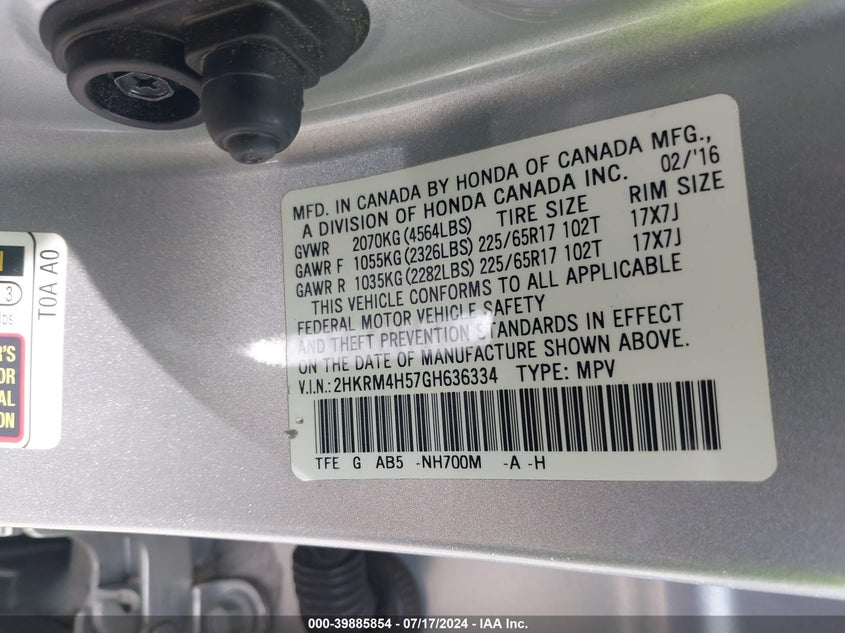 MFD. IN CANADA BY HONDA OF CANADA MFG.,
A DIVISION OF HONDA CANADA INC. 02/'16
GVWR 2070KG (4564LBS) TIRE SIZE RIM SIZE
GAWR F 1055KG (2326LBS) 225/65R17 102T 17X7J
GAWR R 1035KG (2282LBS) 225/65R17 102T 17X7J
THIS VEHICLE CONFORMS TO ALL APPLICABLE
FEDERAL MOTOR VEHICLE SAFETY
AND THEFT PREVENTION STANDARDS IN EFFECT
ON THE DATE OF MANUFACTURE SHOWN ABOVE.
V.I.N.: 2HKRM4H57GH636334 TYPE: MPV
TFE G AB5 -NH700M -A -H
T0A A0
3
lbs
000-39885854 / 07/17/2024 - IAA Inc.